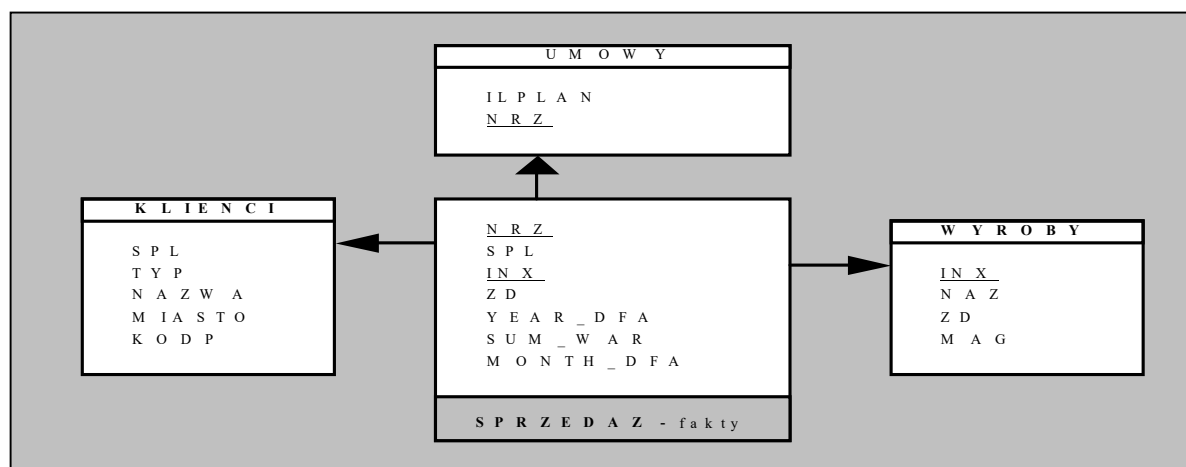 UMOWY
ILPLAN
NRZ
KLIENCI
SPL
TYP
NAZWA
MIASTO
KODP
NRZ
SPL
INX
ZD
YEAR_DFA
SUM_WAR
MONTH_DFA
SPRZEDAZ - fakty
WYROBY
INX
NAZ
ZD
MAG